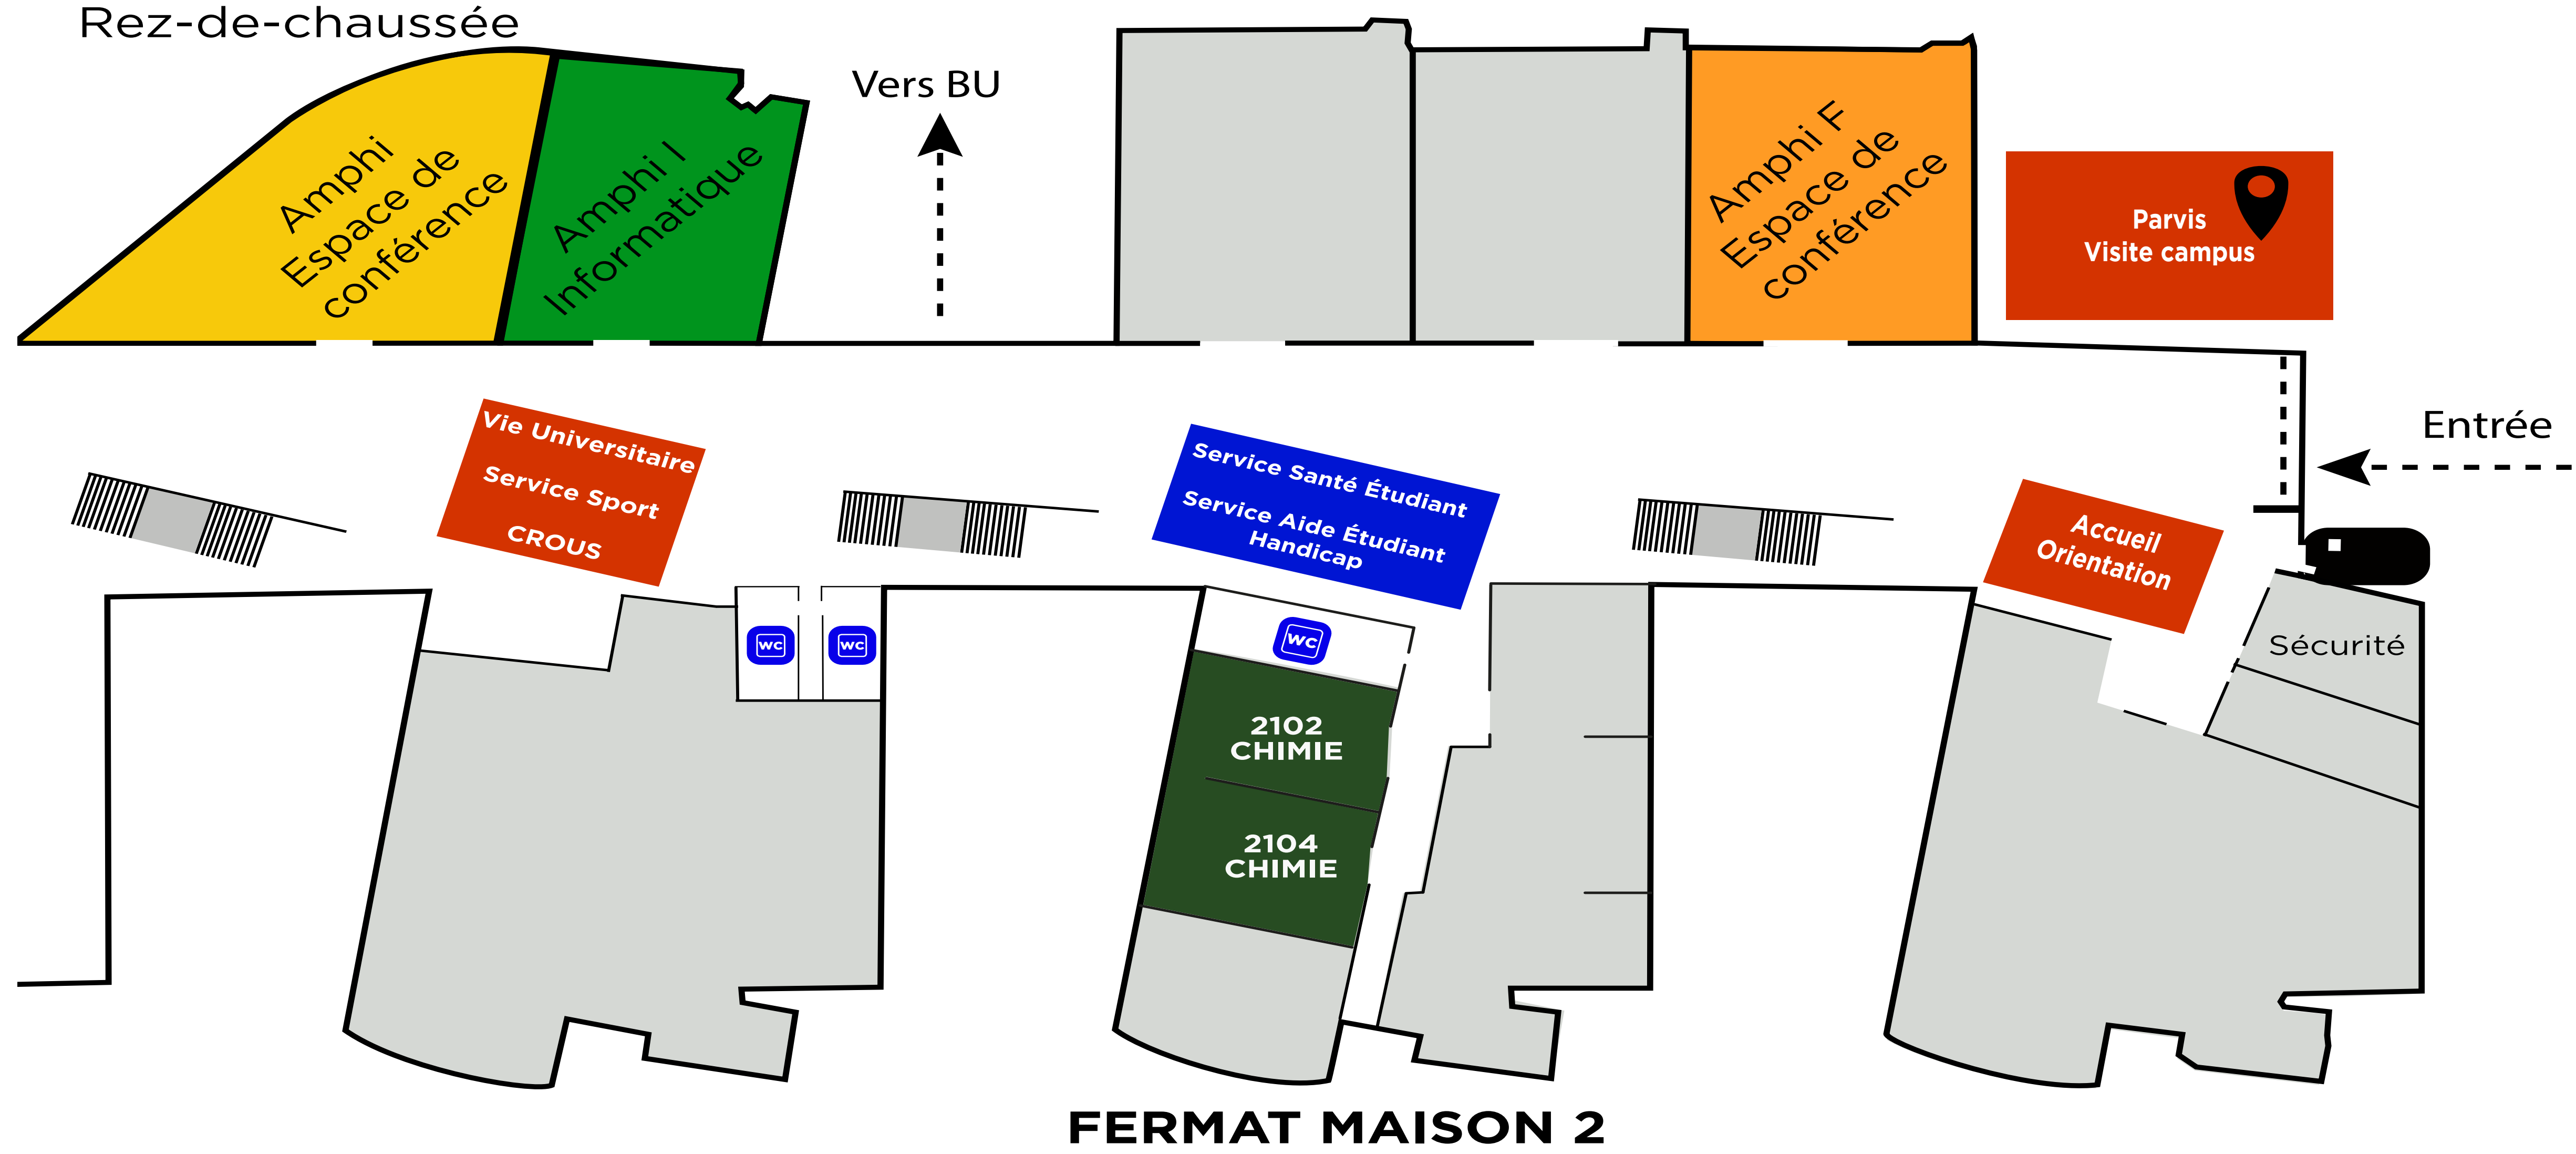 Rez-de-chaussée
Amphi
Espace de
conférence
Amphi I
Informatique
Vers BU
Amphi F
Espace de
conférence
Parvis
Visite campus
Entrée
Vie Universitaire
Service Sport
CROUS
Service Santé Étudiant
Service Aide Étudiant
Handicap
Accueil
Orientation
WC
WC
WC
Sécurité
2102
CHIMIE
2104
CHIMIE
FERMAT MAISON 2